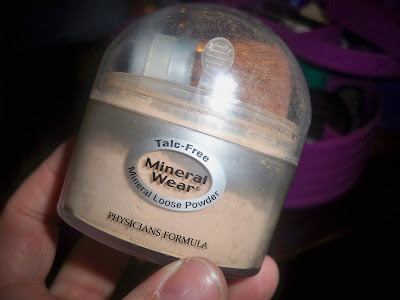 Talc-Free
Mineral
Wear®
Mineral Loose Powder
PHYSICIANS FORMULA